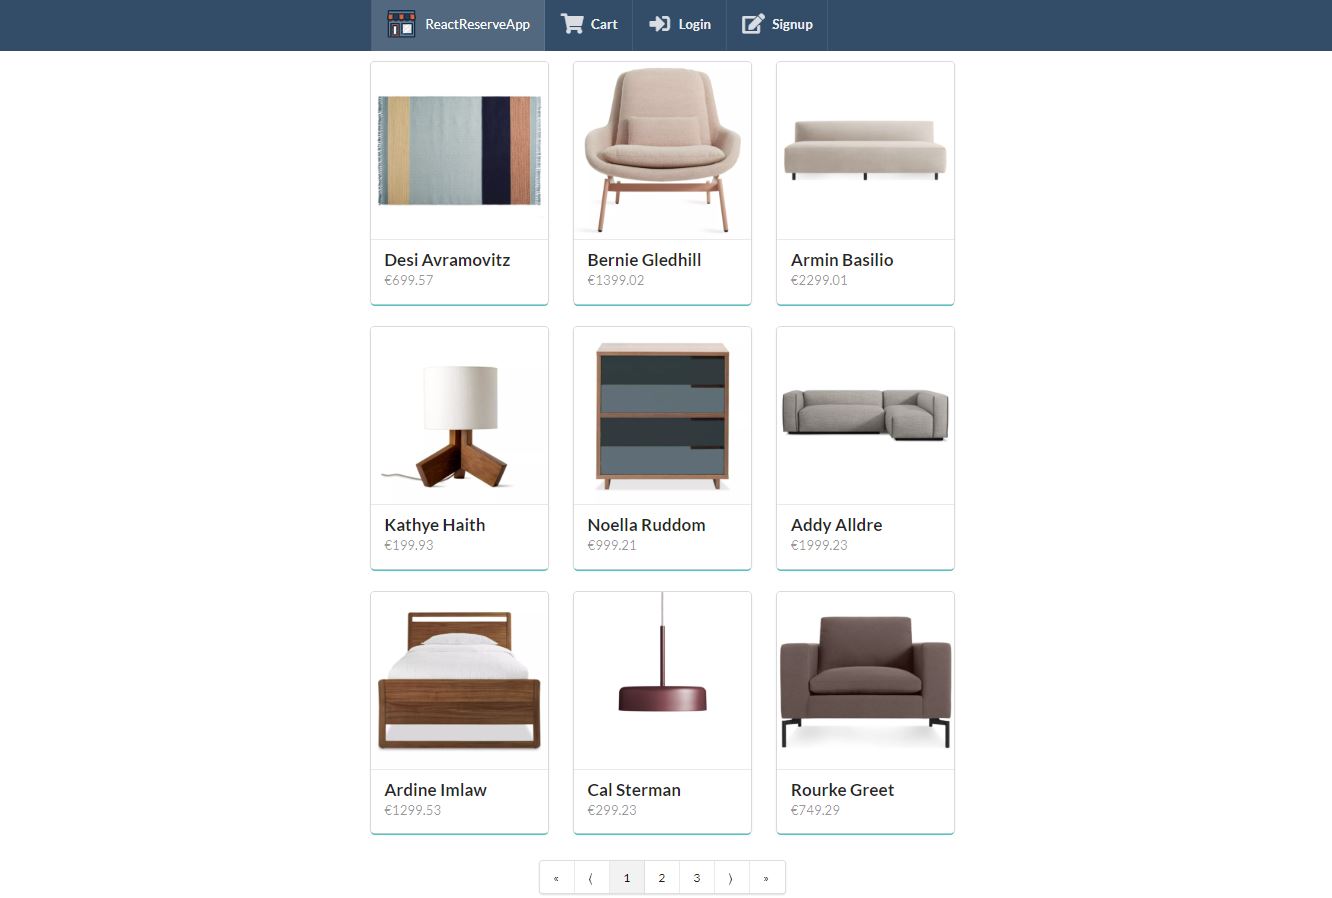 ReactReserveApp
Cart
Login
Signup
Desi Avramovitz
€699.57
Bernie Gledhill
€1399.02
Armin Basilio
€2299.01
Kathye Haith
€199.93
Noella Ruddom
€999.21
Addy Alldre
€1999.23
Ardine Imlaw
€1299.53
Cal Sterman
€299.23
Rourke Greet
€749.29
« ⟨ 1 2 3 ⟩ »